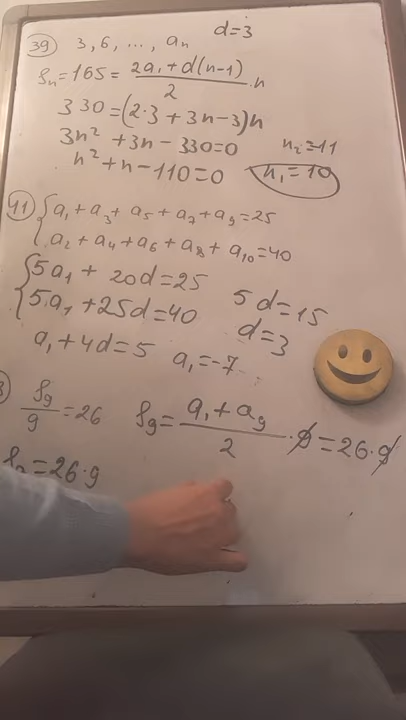 39 3, 6, ..., aₙ d=3
Sₙ=165= (2a₁+d(n-1))/2 · n
330=(2·3+3n-3)n
3n²+3n-330=0 n₂=-11
n²+n-110=0 n₁=10
41 { a₁+a₃+a₅+a₇+a₉=25
a₂+a₄+a₆+a₈+a₁₀=40
{ 5a₁+20d=25 5d=15
5a₁+25d=40 d=3
a₁+4d=5 a₁=-7
S₉/9=26 S₉= (a₁+a₉)/2 · 9=26·9
=26·9